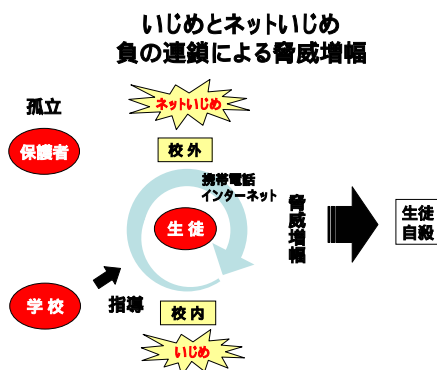 いじめとネットいじめ
負の連鎖による脅威増幅
孤立
ネットいじめ
保護者
校外
携帯電話
インターネット
脅威増幅
生徒
生徒
自殺
学校
指導
校内
いじめ